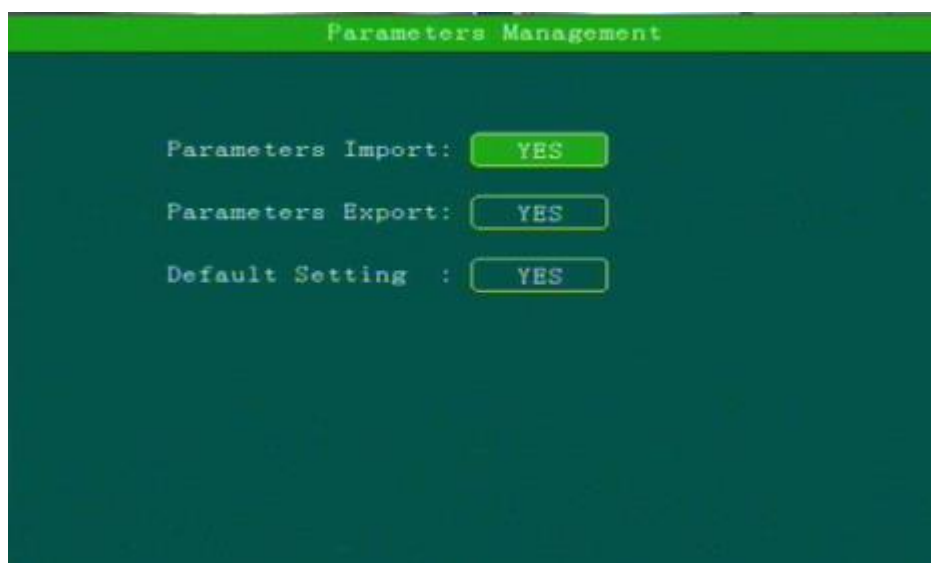 Parameters Management
Parameters Import: YES
Parameters Export: YES
Default Setting : YES